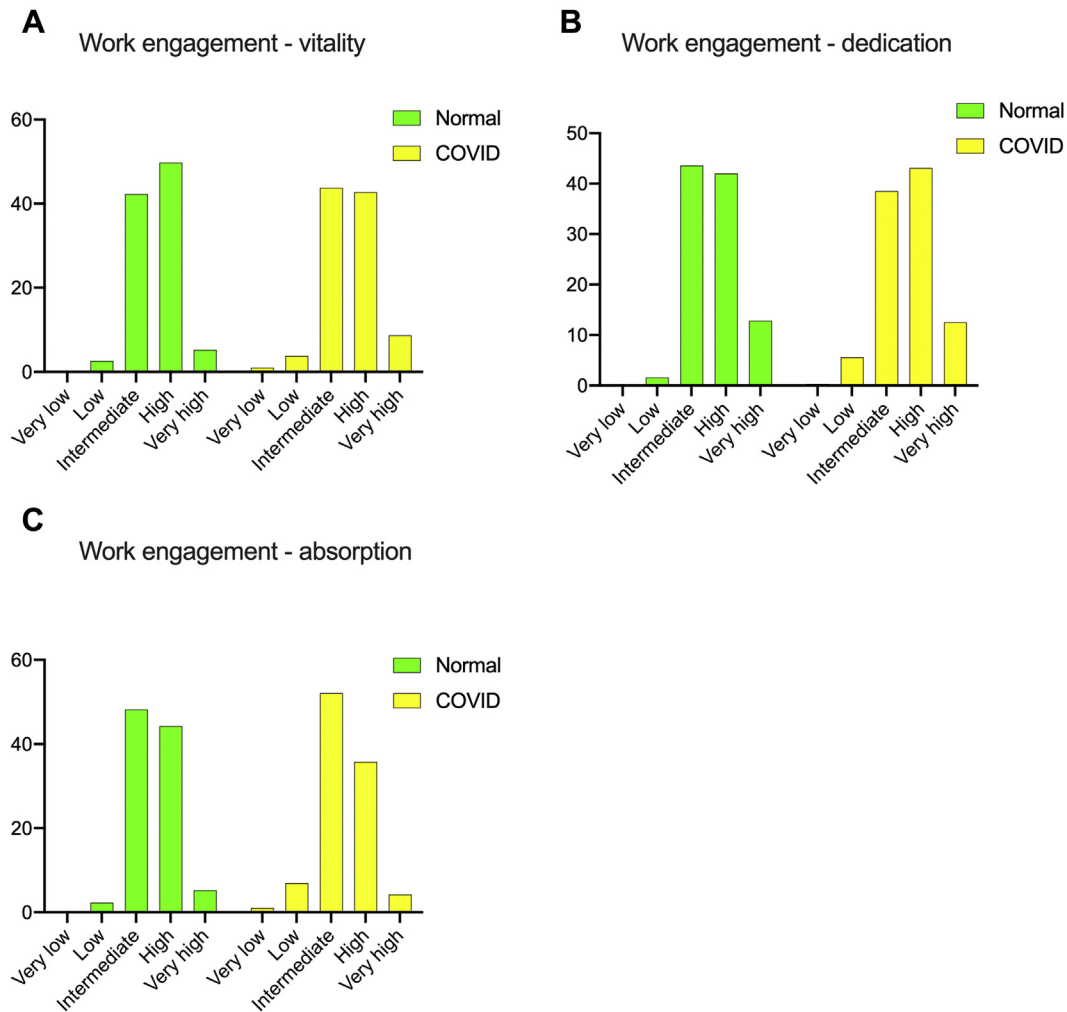 A
Work engagement - vitality
Normal
COVID
60
40
20
0
Very low
Low
Intermediate
High
Very high
Very low
Low
Intermediate
High
Very high
B
Work engagement - dedication
Normal
COVID
50
40
30
20
10
0
Very low
Low
Intermediate
High
Very high
Very low
Low
Intermediate
High
Very high
C
Work engagement - absorption
Normal
COVID
60
40
20
0
Very low
Low
Intermediate
High
Very high
Very low
Low
Intermediate
High
Very high